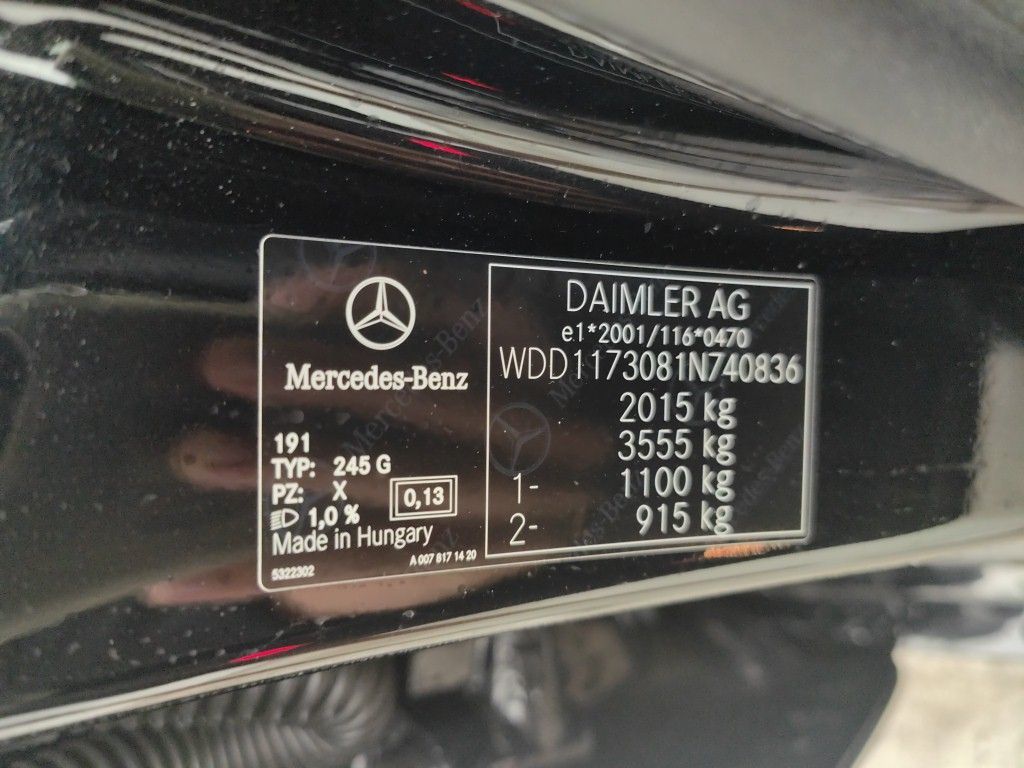 Mercedes-Benz
191
TYP: 245 G
PZ: X
0,13
1,0 %
Made in Hungary
5322302
A 007 817 14 20
DAIMLER AG
e1*2001/116*0470
WDD1173081N740836
2015 kg
3555 kg
1- 1100 kg
2- 915 kg